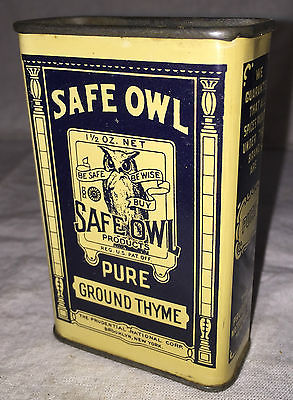 SAFE OWL
1½ OZ. NET
BE SAFE BE WISE
BUY
SAFE OWL
PRODUCTS
REG. U.S. PAT. OFF.
PURE
GROUND THYME
THE PRUDENTIAL NATIONAL CORP.
BROOKLYN, NEW YORK.
WE